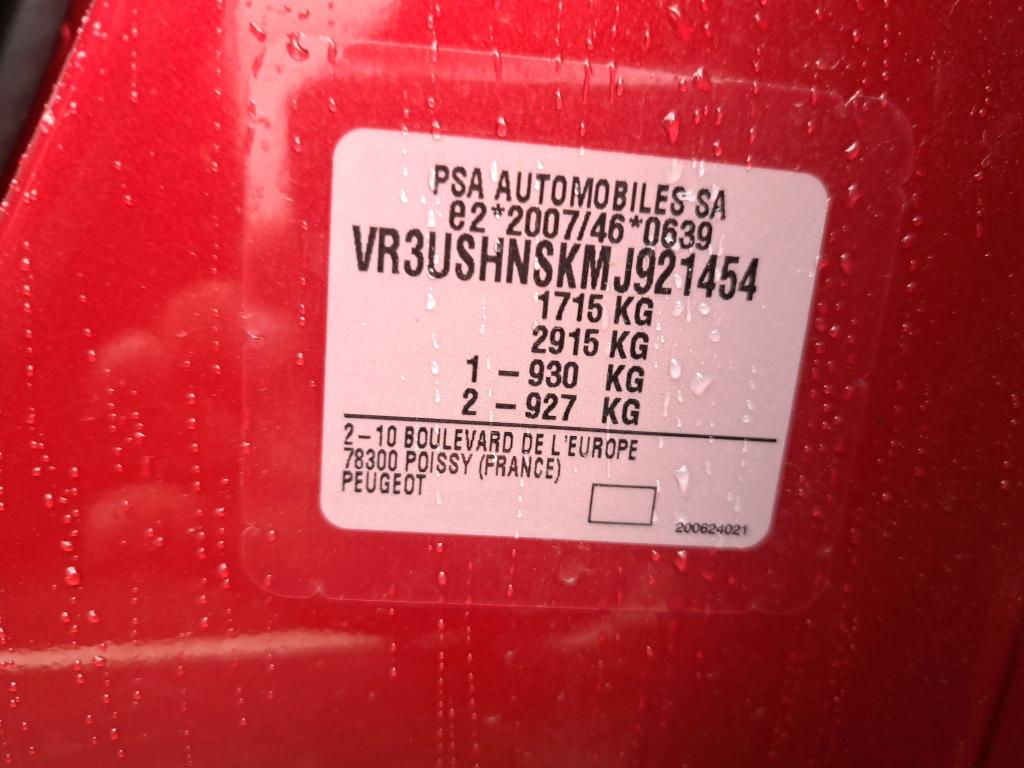 PSA AUTOMOBILES SA
e2*2007/46*0639
VR3USHNSKMJ921454
1715 KG
2915 KG
1 – 930 KG
2 – 927 KG
2–10 BOULEVARD DE L'EUROPE
78300 POISSY (FRANCE)
PEUGEOT
200624021